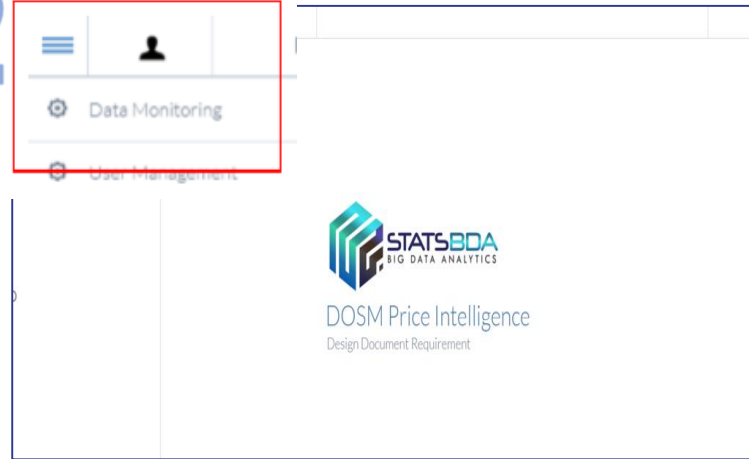 Data Monitoring
User Management
STATSBDA
BIG DATA ANALYTICS
DOSM Price Intelligence
Design Document Requirement